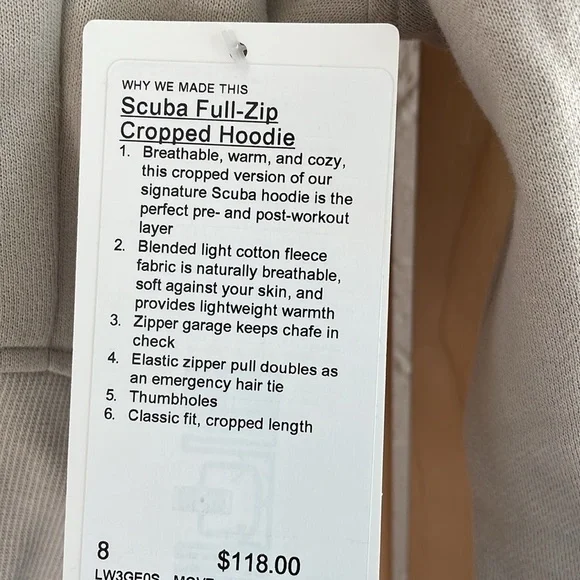 WHY WE MADE THIS
Scuba Full-Zip
Cropped Hoodie
1. Breathable, warm, and cozy,
this cropped version of our
signature Scuba hoodie is the
perfect pre- and post-workout
layer
2. Blended light cotton fleece
fabric is naturally breathable,
soft against your skin, and
provides lightweight warmth
3. Zipper garage keeps chafe in
check
4. Elastic zipper pull doubles as
an emergency hair tie
5. Thumbholes
6. Classic fit, cropped length
8 $118.00